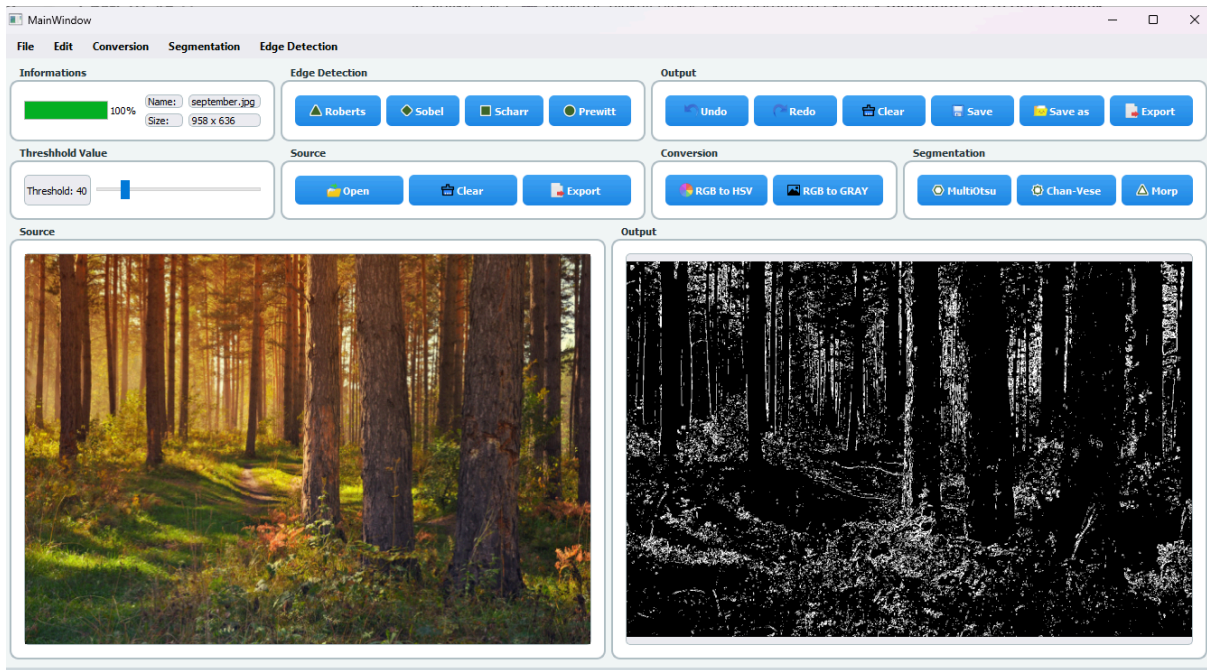 MainWindow
File Edit Conversion Segmentation Edge Detection
Informations Edge Detection Output
100% Name: september.jpg
Size: 958 x 636
Roberts Sobel Scharr Prewitt
Undo Redo Clear Save Save as Export
Threshhold Value Source Conversion Segmentation
Threshold: 40
Open Clear Export
RGB to HSV RGB to GRAY
MultiOtsu Chan-Vese Morp
Source Output